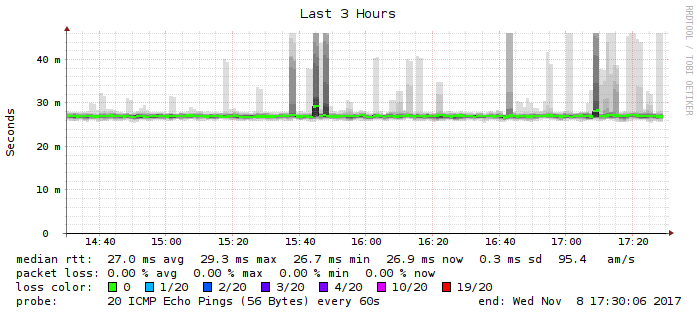 Last 3 Hours
RRDTOOL / TOBI OETIKER
Seconds
40 m
30 m
20 m
10 m
0
14:40 15:00 15:20 15:40 16:00 16:20 16:40 17:00 17:20
median rtt: 27.0 ms avg 29.3 ms max 26.7 ms min 26.9 ms now 0.3 ms sd 95.4 am/s
packet loss: 0.00 % avg 0.00 % max 0.00 % min 0.00 % now
loss color: 0 1/20 2/20 3/20 4/20 10/20 19/20
probe: 20 ICMP Echo Pings (56 Bytes) every 60s end: Wed Nov 8 17:30:06 2017